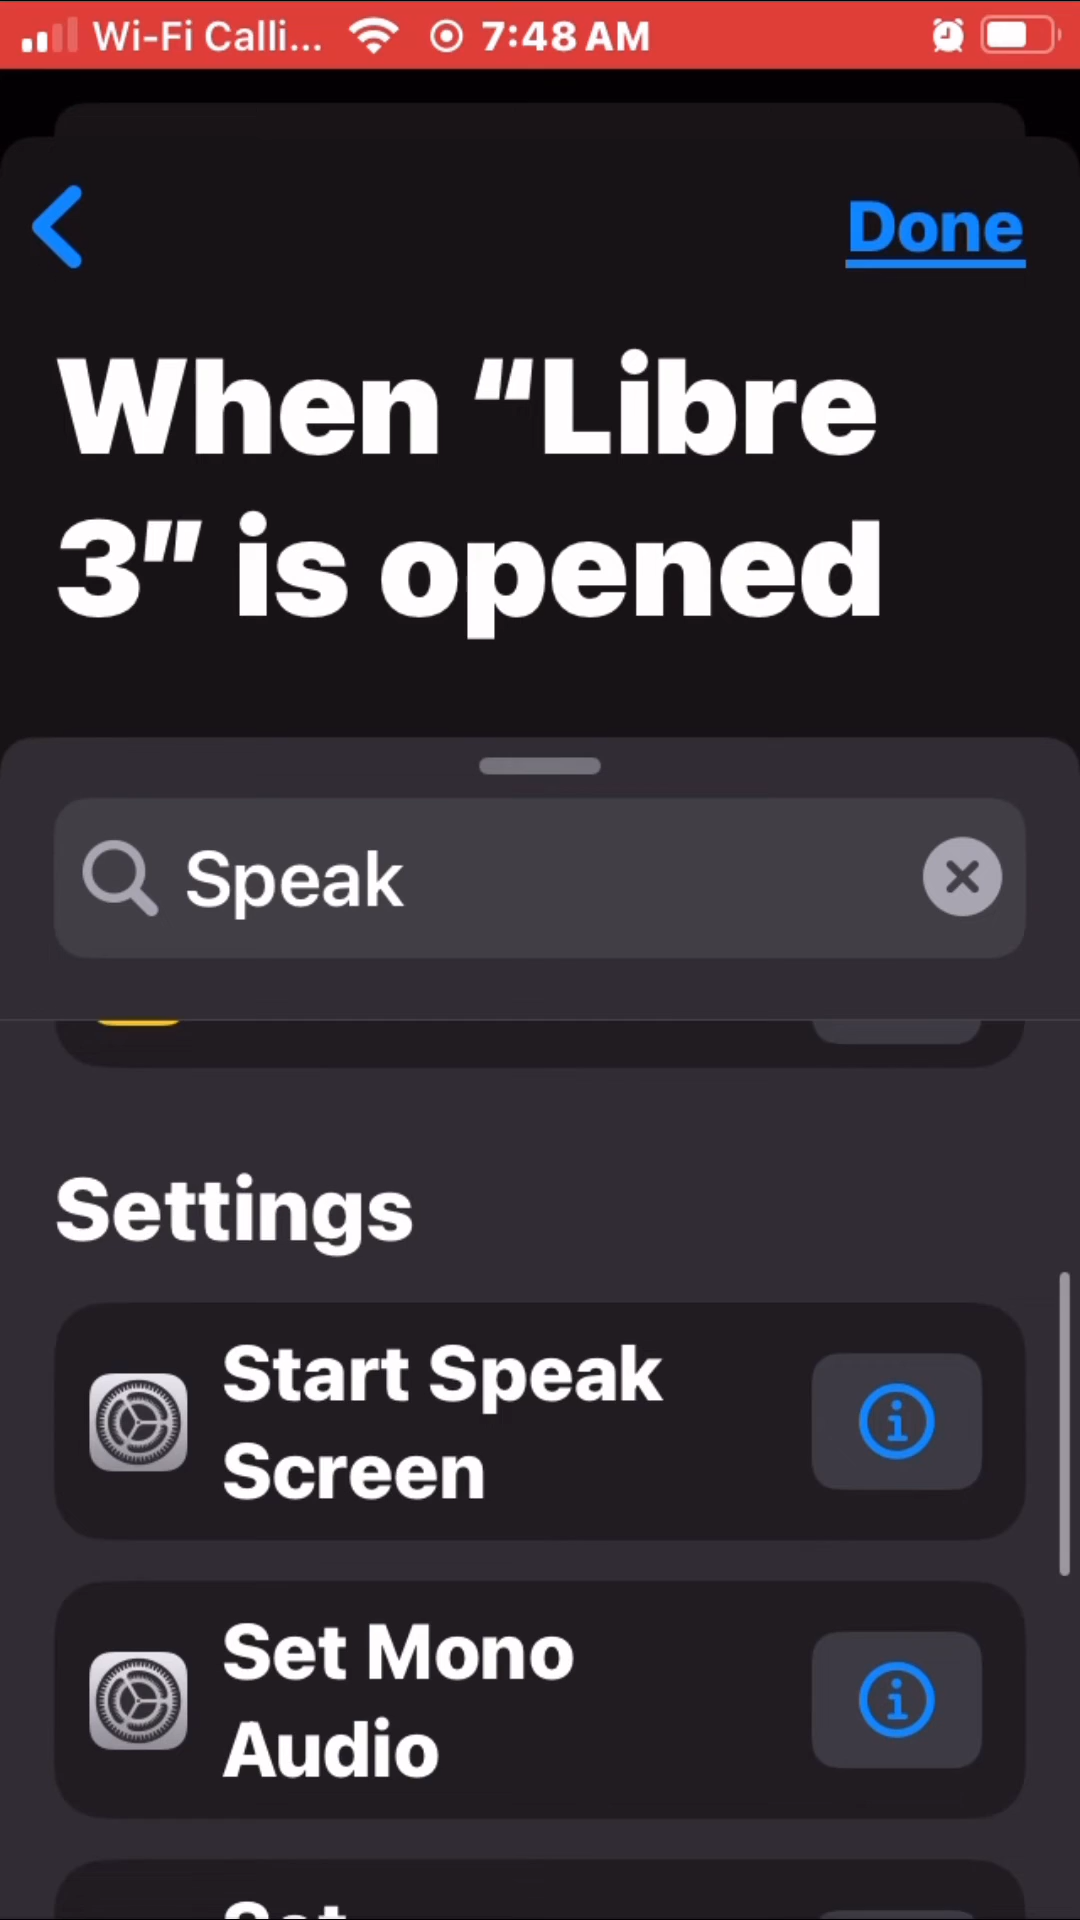 Wi-Fi Calli... 7:48 AM
Done
When “Libre
3” is opened
Speak
Settings
Start Speak
Screen
Set Mono
Audio
Set